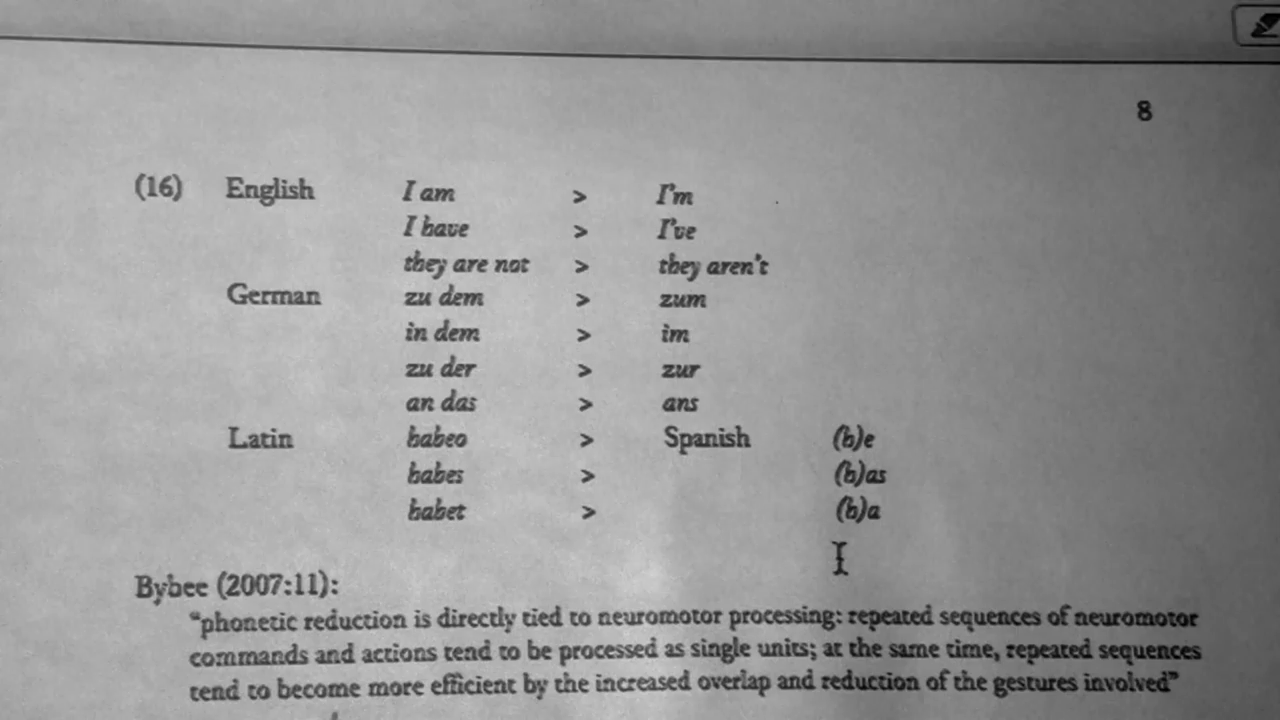 8
(16) English I am > I'm
I have > I've
they are not > they aren't
German zu dem > zum
in dem > im
zu der > zur
an das > ans
Latin habeo > Spanish (h)e
habes > (h)as
habet > (h)a
Bybee (2007:11):
"phonetic reduction is directly tied to neuromotor processing: repeated sequences of neuromotor
commands and actions tend to be processed as single units; at the same time, repeated sequences
tend to become more efficient by the increased overlap and reduction of the gestures involved"